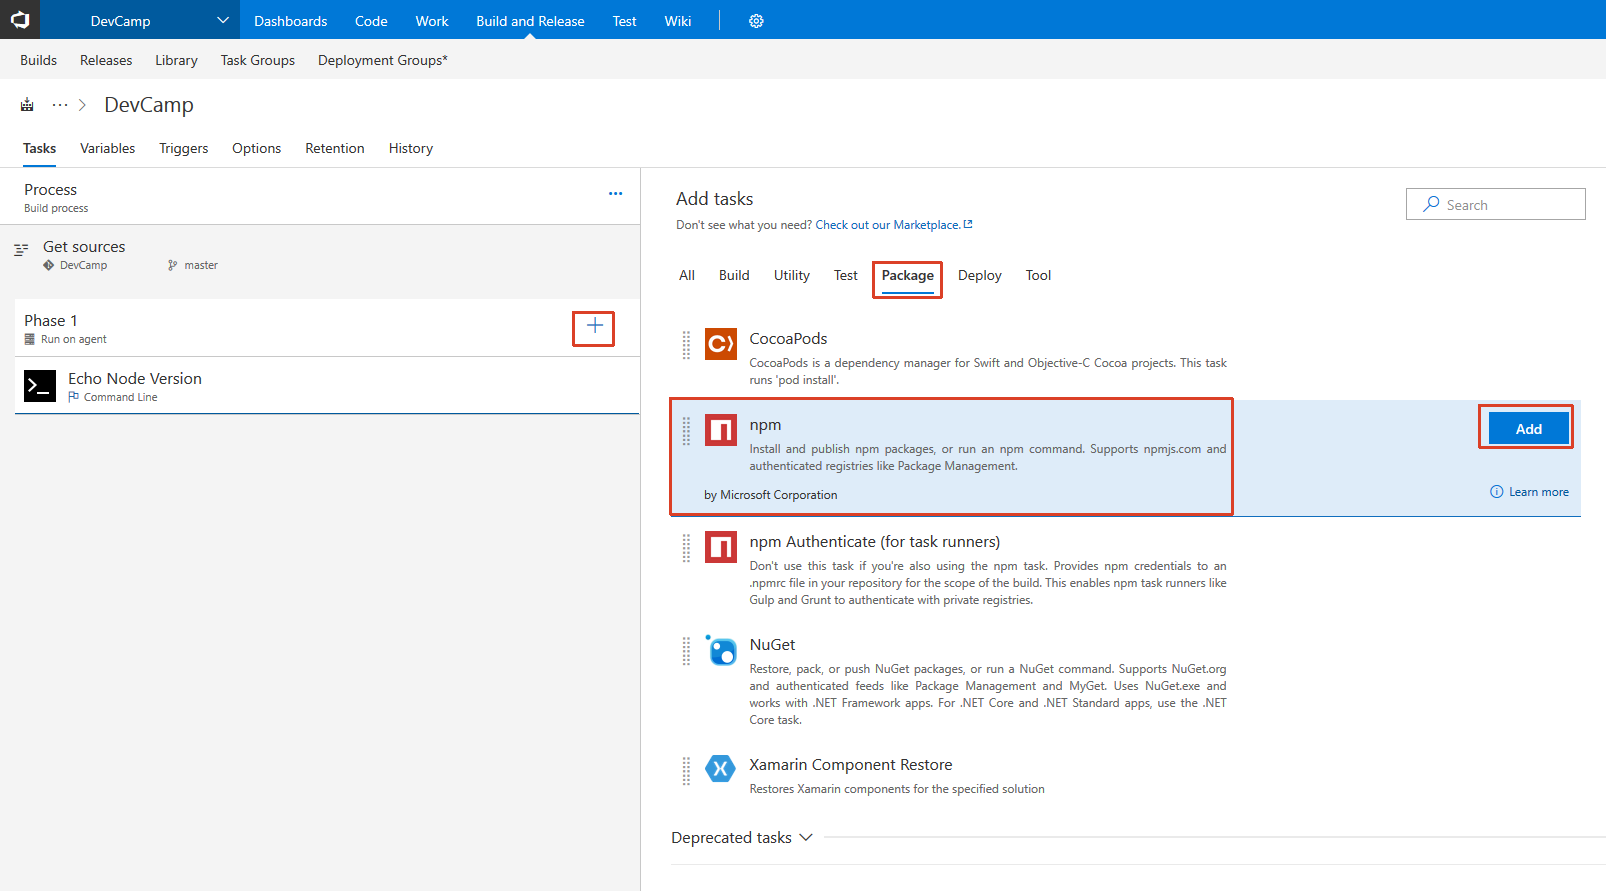 DevCamp
Dashboards
Code
Work
Build and Release
Test
Wiki
Builds
Releases
Library
Task Groups
Deployment Groups*
DevCamp
Tasks
Variables
Triggers
Options
Retention
History
Process
Build process
Get sources
DevCamp
master
Phase 1
Run on agent
Echo Node Version
Command Line
Add tasks
Don't see what you need? Check out our Marketplace.
Search
All
Build
Utility
Test
Package
Deploy
Tool
CocoaPods
CocoaPods is a dependency manager for Swift and Objective-C Cocoa projects. This task
runs 'pod install'.
npm
Install and publish npm packages, or run an npm command. Supports npmjs.com and
authenticated registries like Package Management.
by Microsoft Corporation
Add
Learn more
npm Authenticate (for task runners)
Don't use this task if you're also using the npm task. Provides npm credentials to an
.npmrc file in your repository for the scope of the build. This enables npm task runners like
Gulp and Grunt to authenticate with private registries.
NuGet
Restore, pack, or push NuGet packages, or run a NuGet command. Supports NuGet.org
and authenticated feeds like Package Management and MyGet. Uses NuGet.exe and
works with .NET Framework apps. For .NET Core and .NET Standard apps, use the .NET
Core task.
Xamarin Component Restore
Restores Xamarin components for the specified solution
Deprecated tasks